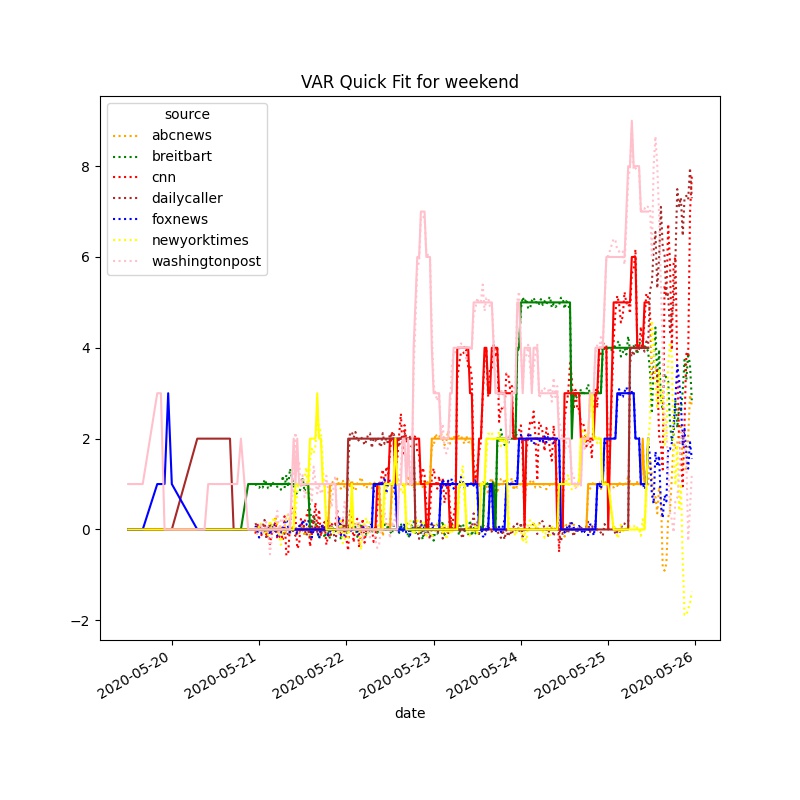 VAR Quick Fit for weekend
source
abcnews
breitbart
cnn
dailycaller
foxnews
newyorktimes
washingtonpost
8
6
4
2
0
−2
2020-05-20
2020-05-21
2020-05-22
2020-05-23
2020-05-24
2020-05-25
2020-05-26
date